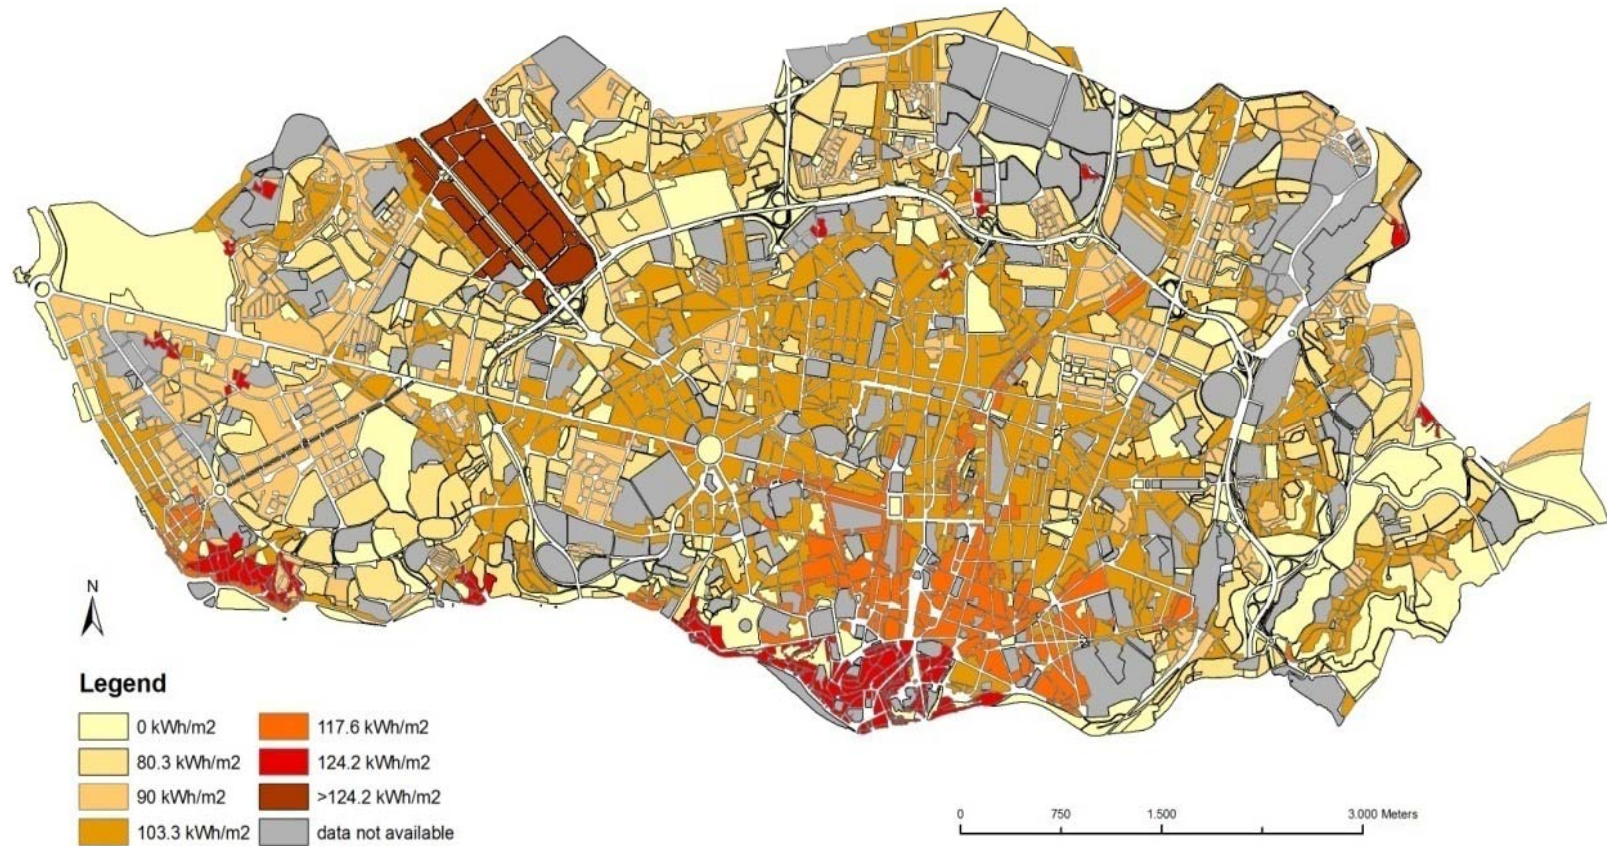 N
Legend
0 kWh/m2
80.3 kWh/m2
90 kWh/m2
103.3 kWh/m2
117.6 kWh/m2
124.2 kWh/m2
>124.2 kWh/m2
data not available
0 750 1.500 3.000 Meters